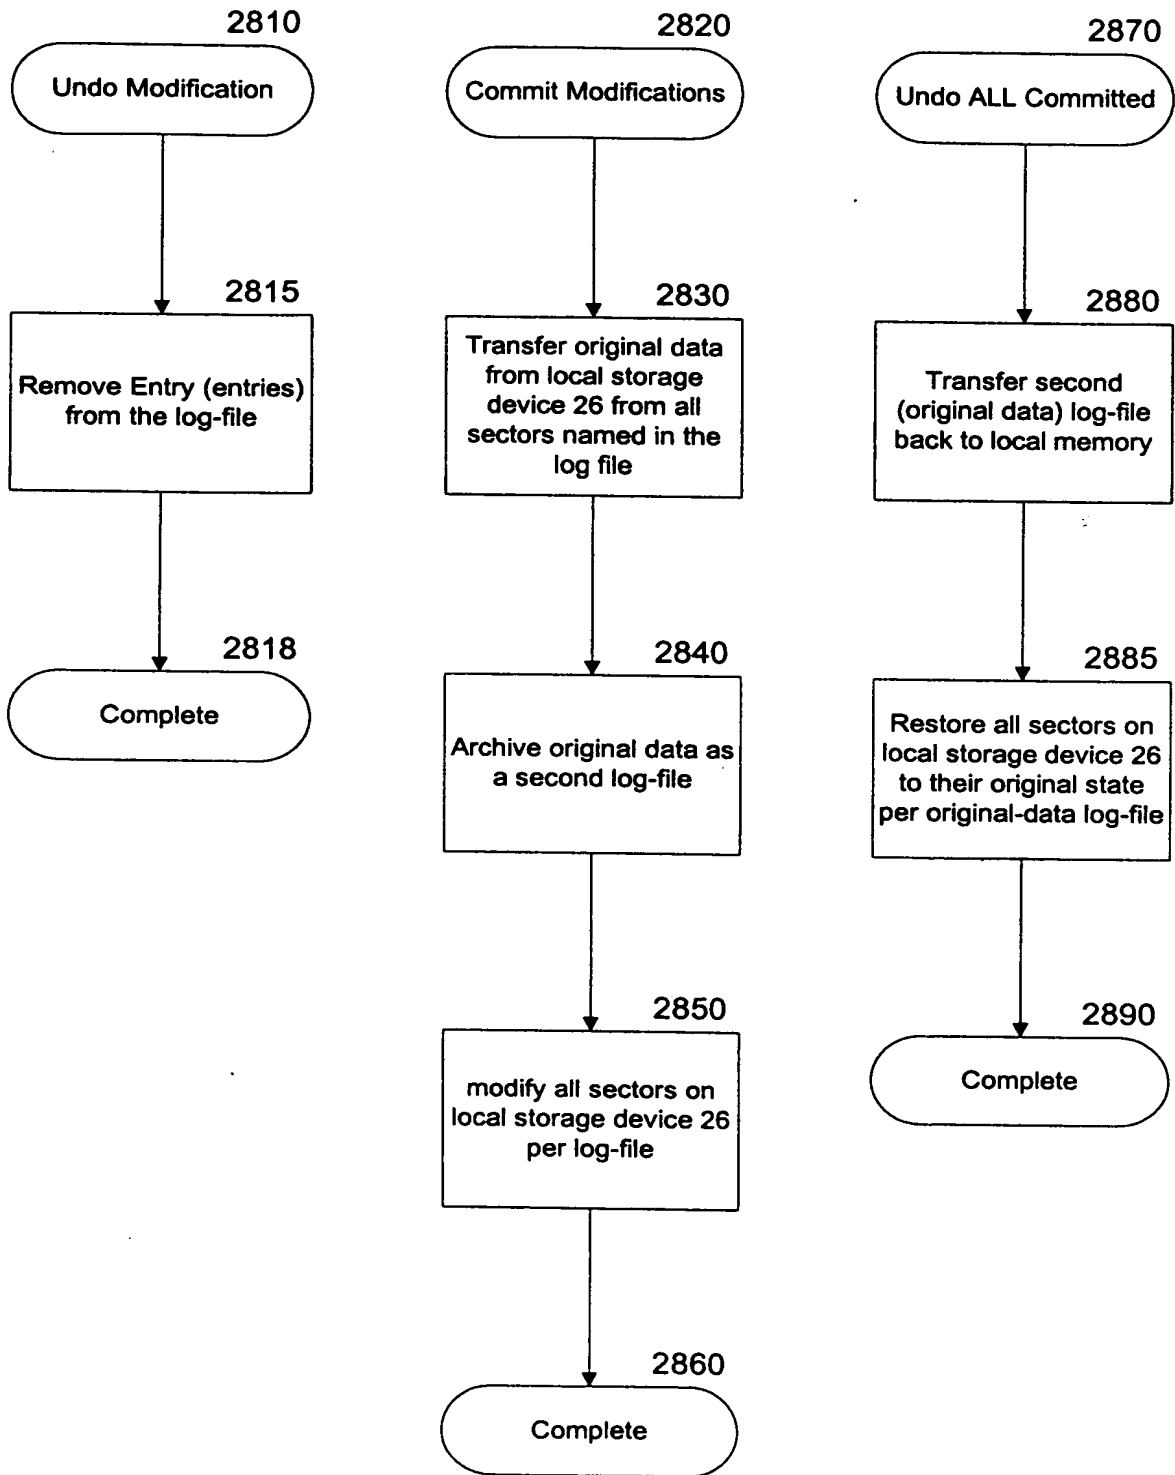 2810
Undo Modification
2815
Remove Entry (entries)
from the log-file
2818
Complete
2820
Commit Modifications
2830
Transfer original data
from local storage
device 26 from all
sectors named in the
log file
2840
Archive original data as
a second log-file
2850
modify all sectors on
local storage device 26
per log-file
2860
Complete
2870
Undo ALL Committed
2880
Transfer second
(original data) log-file
back to local memory
2885
Restore all sectors on
local storage device 26
to their original state
per original-data log-file
2890
Complete